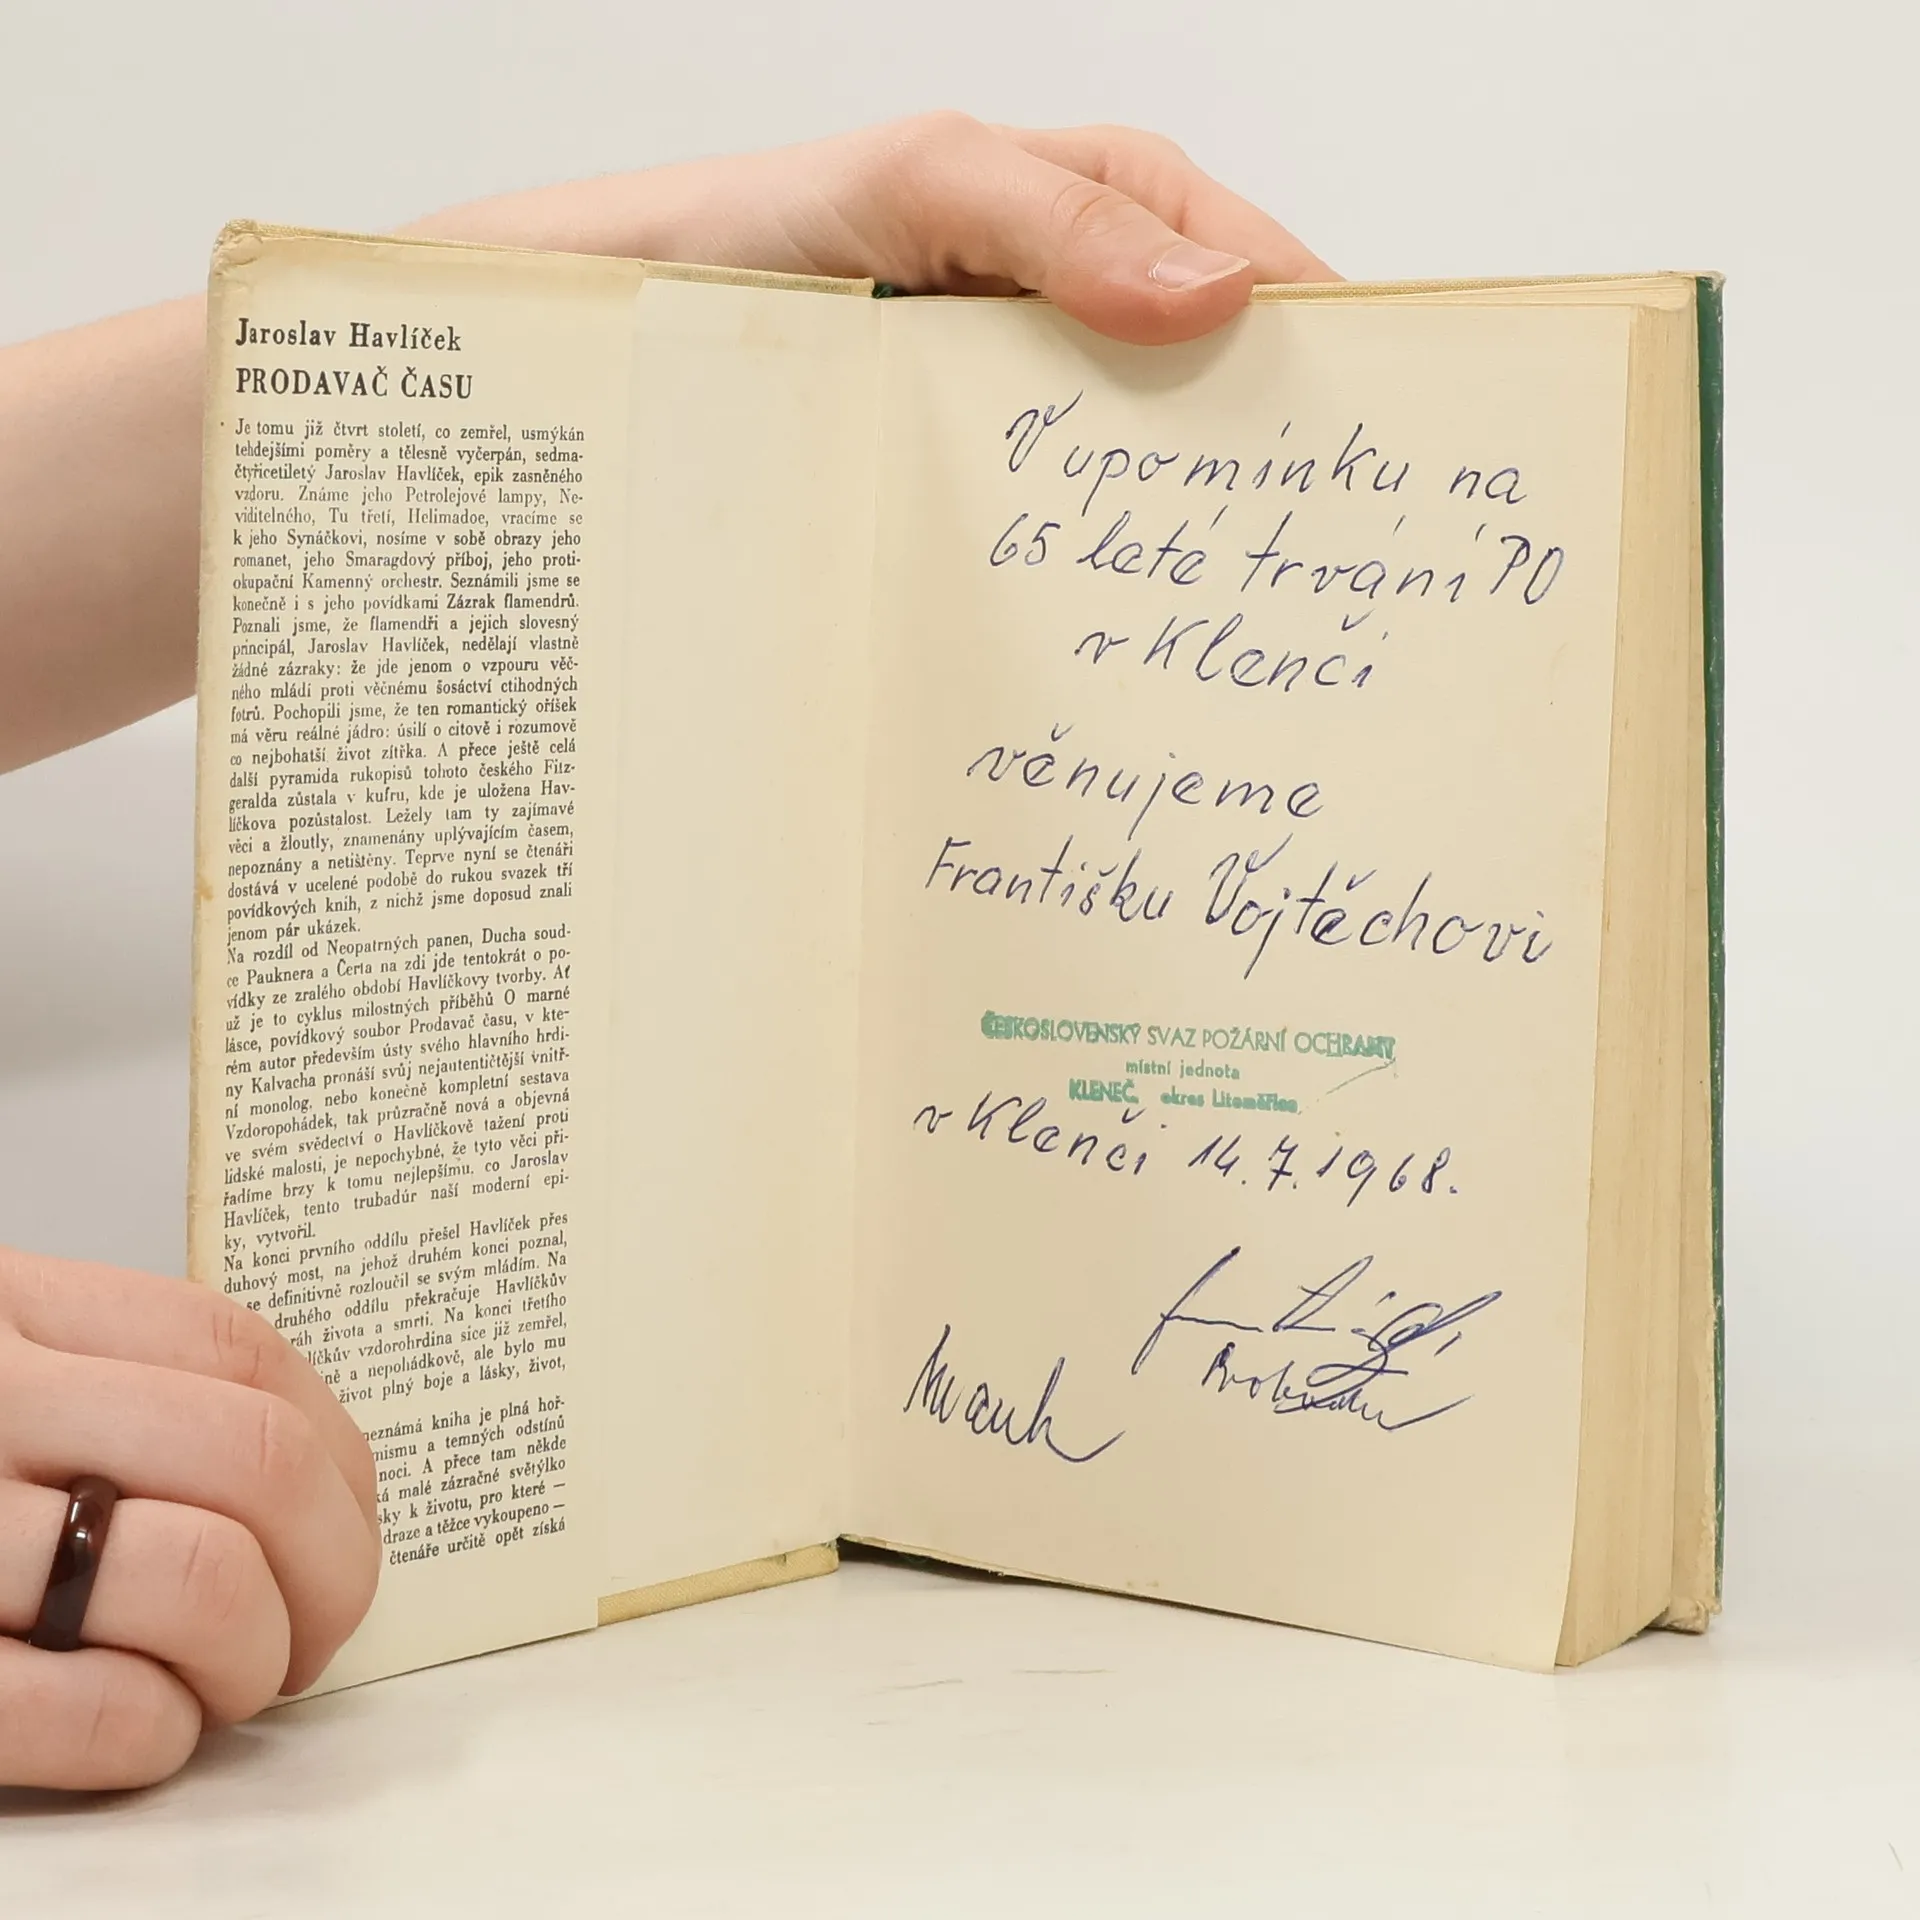 Jaroslav Havlíček
PRODAVAČ ČASU
Je tomu již čtvrt století, co zemřel, usmýkán
tehdejšími poměry a tělesně vyčerpán, sedma-
čtyřicetiletý Jaroslav Havlíček, epik zasněného
vzdoru. Známe jeho Petrolejové lampy, Ne-
viditelného, Tu třetí, Helimadoe, vracíme se
k jeho Synáčkovi, nosíme v sobě obrazy jeho
romanet, jeho Smaragdový příboj, jeho proti-
okupační Kamenný orchestr. Seznámili jsme se
konečně i s jeho povídkami Zázrak flamendrů.
Poznali jsme, že flamendři a jejich slovesný
principál, Jaroslav Havlíček, nedělají vlastně
žádné zázraky: že jde jenom o vzpouru věč-
ného mládí proti věčnému šosáctví ctihodných
fotrů. Pochopili jsme, že ten romantický oříšek
má věru reálné jádro: úsilí o citově i rozumově
co nejbohatší život zítřka. A přece ještě celá
další pyramida rukopisů tohoto českého Fitz-
geralda zůstala v kufru, kde je uložena Hav-
líčkova pozůstalost. Ležely tam ty zajímavé
věci a žloutly, znamenány uplývajícím časem,
nepoznány a netištěny. Teprve nyní se čtenáři
dostává v ucelené podobě do rukou svazek tří
povídkových knih, z nichž jsme doposud znali
jenom pár ukázek.
Na rozdíl od Neopatrných panen, Ducha soud-
ce Pauknera a Čerta na zdi jde tentokrát o po-
vídky ze zralého období Havlíčkovy tvorby. Ať
už je to cyklus milostných příběhů O marné
lásce, povídkový soubor Prodavač času, v kte-
rém autor především ústy svého hlavního hrdi-
ny Kalvacha pronáší svůj nejautentičtější vnitř-
ní monolog, nebo konečně kompletní sestava
Vzdoropohádek, tak průzračně nová a objevná
ve svém svědectví o Havlíčkově tažení proti
lidské malosti, je nepochybné, že tyto věci při-
řadíme brzy k tomu nejlepšímu, co Jaroslav
Havlíček, tento trubadúr naší moderní epi-
ky, vytvořil.
Na konci prvního oddílu přešel Havlíček přes
duhový most, na jehož druhém konci poznal,
se definitivně rozloučil se svým mládím. Na
druhého oddílu překračuje Havlíčkův
ráh života a smrti. Na konci třetího
líčkův vzdorohrdina sice již zemřel,
ině a nepohádkově, ale bylo mu
život plný boje a lásky, život,
neznámá kniha je plná hoř-
mismu a temných odstínů
noci. A přece tam někde
ká malé zázračné světýlko
sky k životu, pro které —
draze a těžce vykoupeno —
čtenáře určitě opět získá
V upomínku na
65 leté trvání PO
v Klenči
věnujeme
Františku Vojtěchovi
ČESKOSLOVENSKÝ SVAZ POŽÁRNÍ OCHRANY
místní jednota
KLENEČ, okres Litoměřice
v Klenči 14.7.1968.